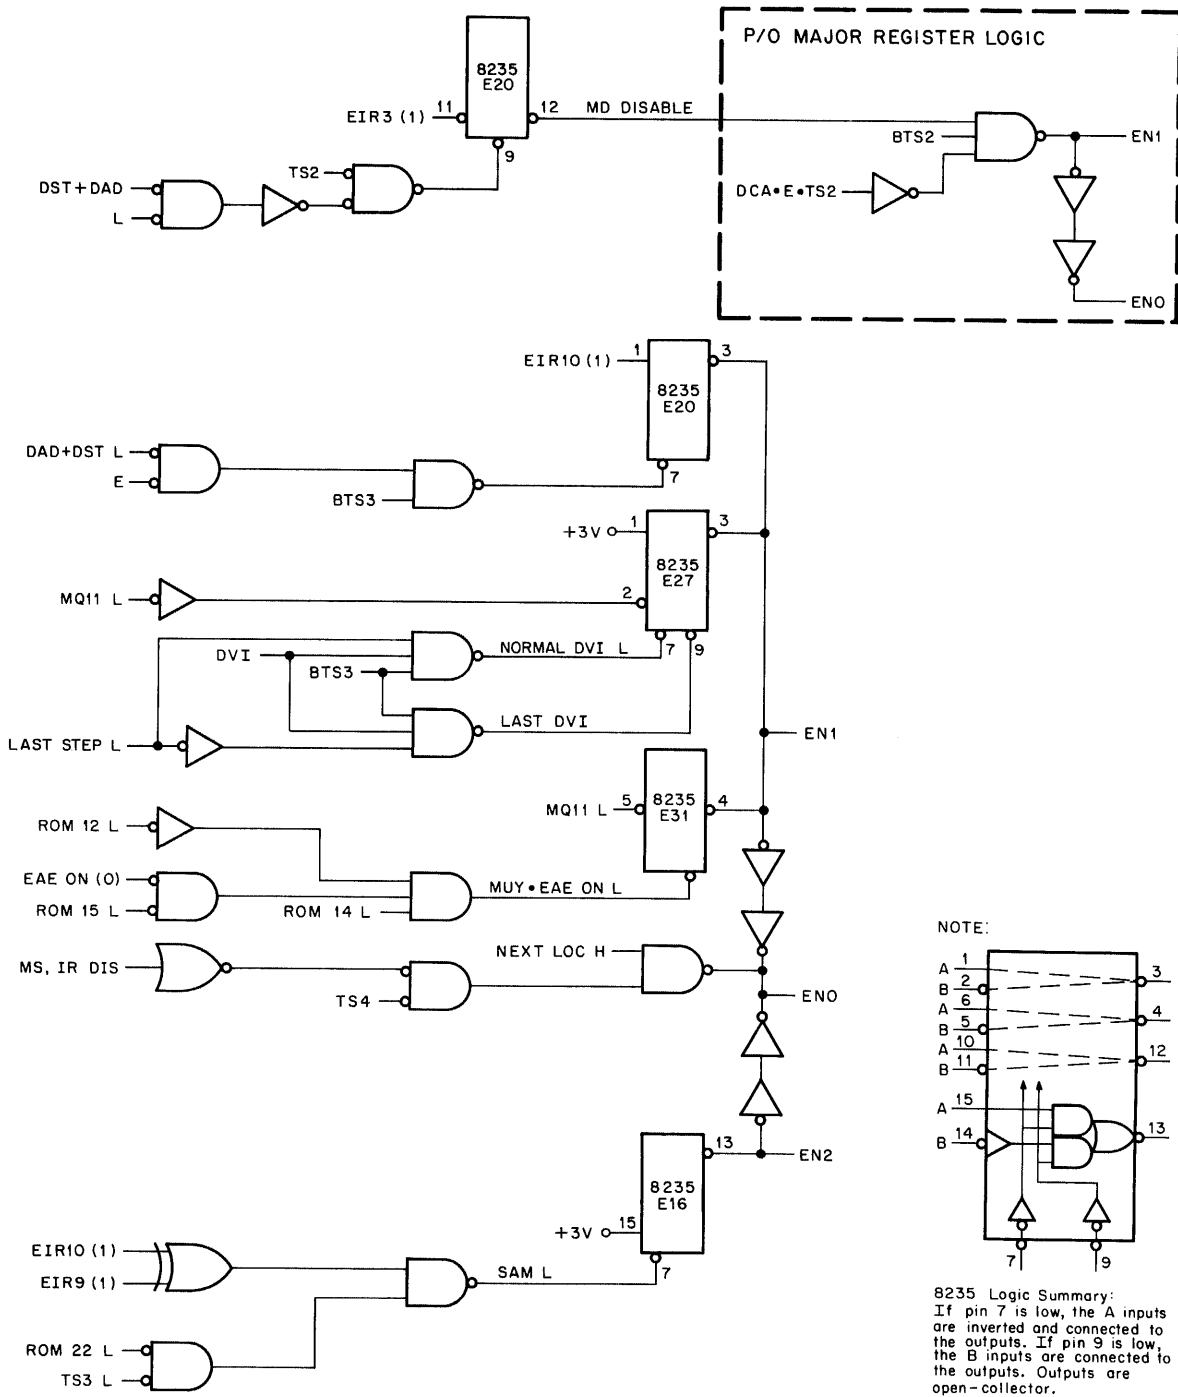 P/O MAJOR REGISTER LOGIC
8235
E20
EIR3 (1)
11
12
MD DISABLE
9
BTS2
EN1
TS2
DST+DAD
L
DCA•E•TS2
EN0
EIR10 (1)
1
3
8235
E20
DAD+DST L
E
BTS3
7
+3V
1
3
8235
E27
MQ11 L
2
7
9
DVI
NORMAL DVI L
BTS3
LAST DVI
LAST STEP L
EN1
MQ11 L
5
8235
E31
4
ROM 12 L
EAE ON (0)
ROM 15 L
ROM 14 L
MUY•EAE ON L
MS, IR DIS
TS4
NEXT LOC H
EN0
8235
E16
13
EN2
+3V
15
7
EIR10 (1)
EIR9 (1)
SAM L
ROM 22 L
TS3 L
NOTE:
A 1
B 2
3
A 6
B 5
4
A 10
B 11
12
A 15
B 14
13
7
9
8235 Logic Summary:
If pin 7 is low, the A inputs
are inverted and connected to
the outputs. If pin 9 is low,
the B inputs are connected to
the outputs. Outputs are
open-collector.